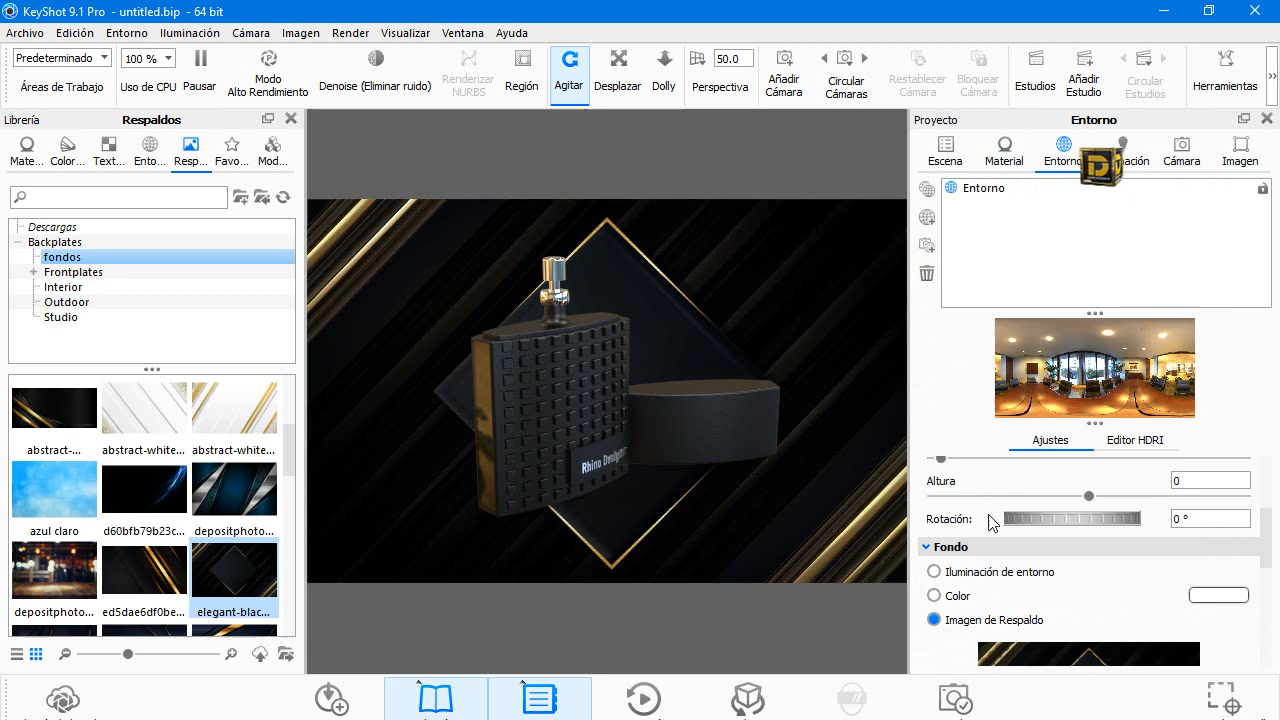 KeyShot 9.1 Pro - untitled.bip - 64 bit
Archivo Edición Entorno Iluminación Cámara Imagen Render Visualizar Ventana Ayuda
Predeterminado 100 % 50.0
Áreas de Trabajo Uso de CPU Pausar Modo Alto Rendimiento Denoise (Eliminar ruido) Renderizar NURBS Región Agitar Desplazar Dolly Perspectiva Añadir Cámara Circular Cámaras Restablecer Cámara Bloquear Cámara Estudios Añadir Estudio Circular Estudios Herramientas
Librería Respaldos
Mate... Color... Text... Ento... Resp... Favo... Mod...
Descargas
Backplates
fondos
Frontplates
Interior
Outdoor
Studio
abstract-... abstract-white... abstract-white...
azul claro d60bfb79b23c... depositphoto...
depositphoto... ed5dae6df0be... elegant-blac...
Rhino Design
Proyecto Entorno
Escena Material Entorno Cámara Imagen
Entorno
Ajustes Editor HDRI
Altura 0
Rotación: 0 °
Fondo
Iluminación de entorno
Color
Imagen de Respaldo